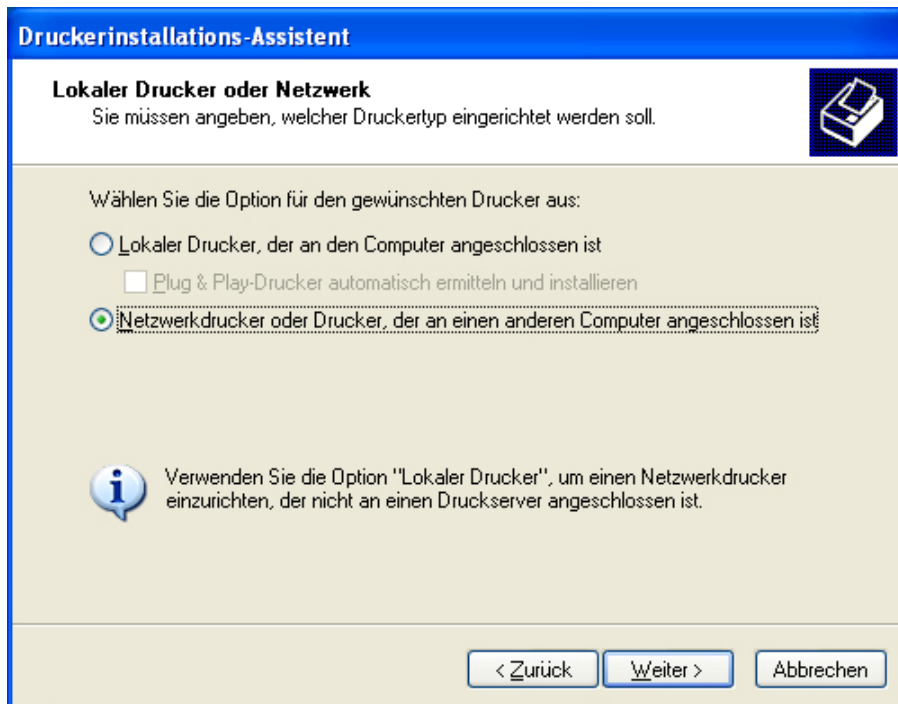 Druckerinstallations-Assistent
Lokaler Drucker oder Netzwerk
Sie müssen angeben, welcher Druckertyp eingerichtet werden soll.
Wählen Sie die Option für den gewünschten Drucker aus:
Lokaler Drucker, der an den Computer angeschlossen ist
Plug & Play-Drucker automatisch ermitteln und installieren
Netzwerkdrucker oder Drucker, der an einen anderen Computer angeschlossen ist
Verwenden Sie die Option "Lokaler Drucker", um einen Netzwerkdrucker
einzurichten, der nicht an einen Druckserver angeschlossen ist.
< Zurück Weiter > Abbrechen